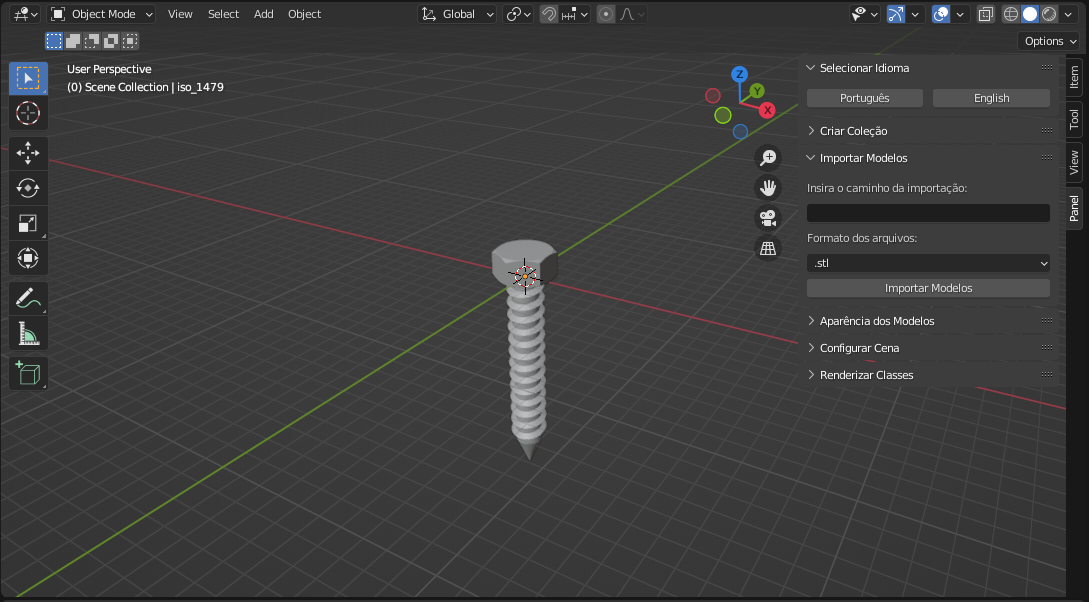 Object Mode View Select Add Object Global
Options
User Perspective
(0) Scene Collection | iso_1479
Z
Y
X
Selecionar Idioma
Português English
Criar Coleção
Importar Modelos
Insira o caminho da importação:
Formato dos arquivos:
.stl
Importar Modelos
Aparência dos Modelos
Configurar Cena
Renderizar Classes
Item
Tool
View
Panel